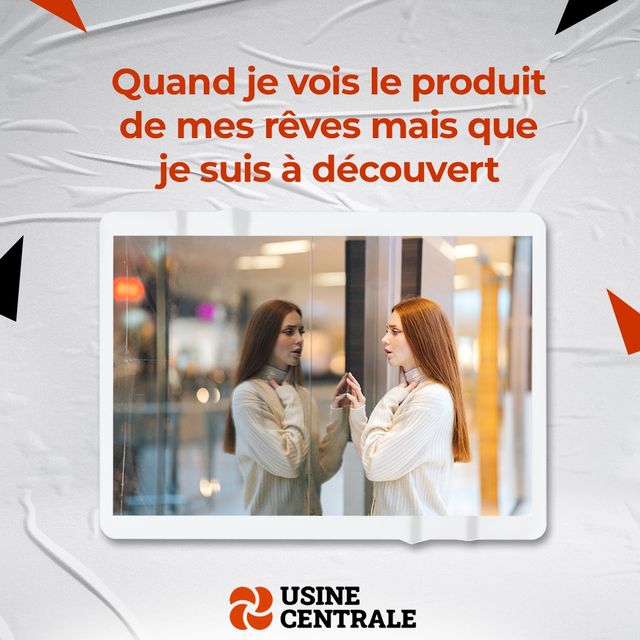 Quand je vois le produit
de mes rêves mais que
je suis à découvert
USINE
CENTRALE